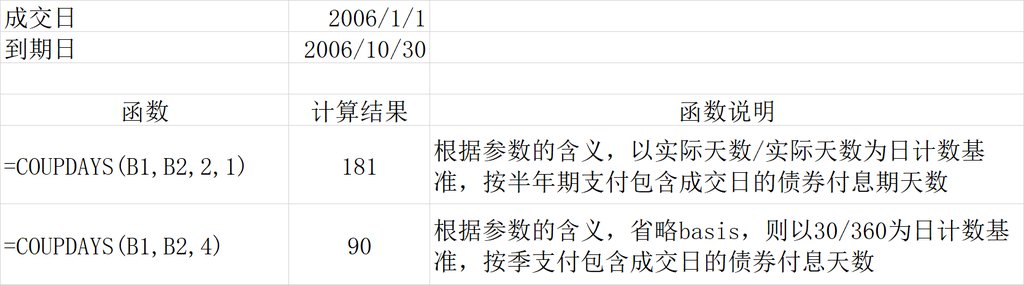 成交日 2006/1/1
到期日 2006/10/30
函数 计算结果 函数说明
=COUPDAYS(B1,B2,2,1) 181 根据参数的含义，以实际天数/实际天数为日计数基
准，按半年期支付包含成交日的债券付息期天数
=COUPDAYS(B1,B2,4) 90 根据参数的含义，省略basis，则以30/360为日计数基
准，按季支付包含成交日的债券付息天数